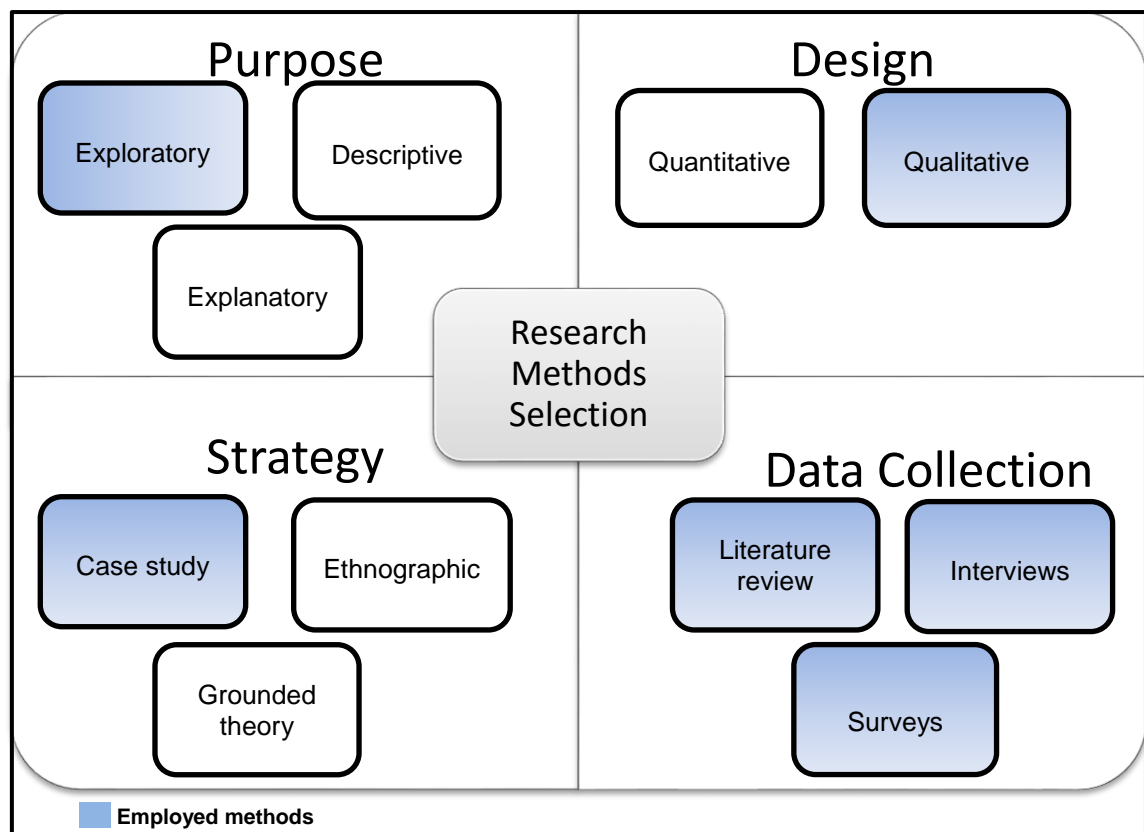 Purpose
Exploratory
Descriptive
Explanatory
Design
Quantitative
Qualitative
Research
Methods
Selection
Strategy
Case study
Ethnographic
Grounded
theory
Data Collection
Literature
review
Interviews
Surveys
Employed methods